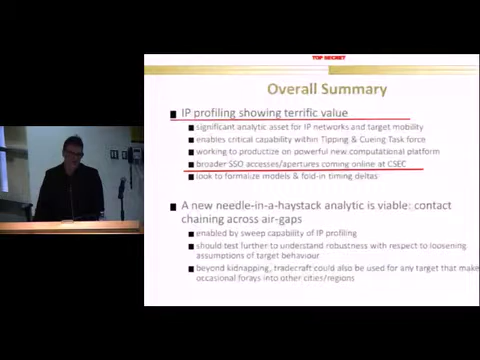 TOP SECRET
Overall Summary
IP profiling showing terrific value
significant analytic asset for IP networks and target mobility
enables critical capability within Tipping & Cueing Task force
working to productize on powerful new computational platform
broader SSO accesses/apertures coming online at CSEC
look to formalize models & fold-in timing deltas
A new needle-in-a-haystack analytic is viable: contact
chaining across air-gaps
enabled by sweep capability of IP profiling
should test further to understand robustness with respect to loosening
assumptions of target behaviour
beyond kidnapping, tradecraft could also be used for any target that make
occasional forays into other cities/regions